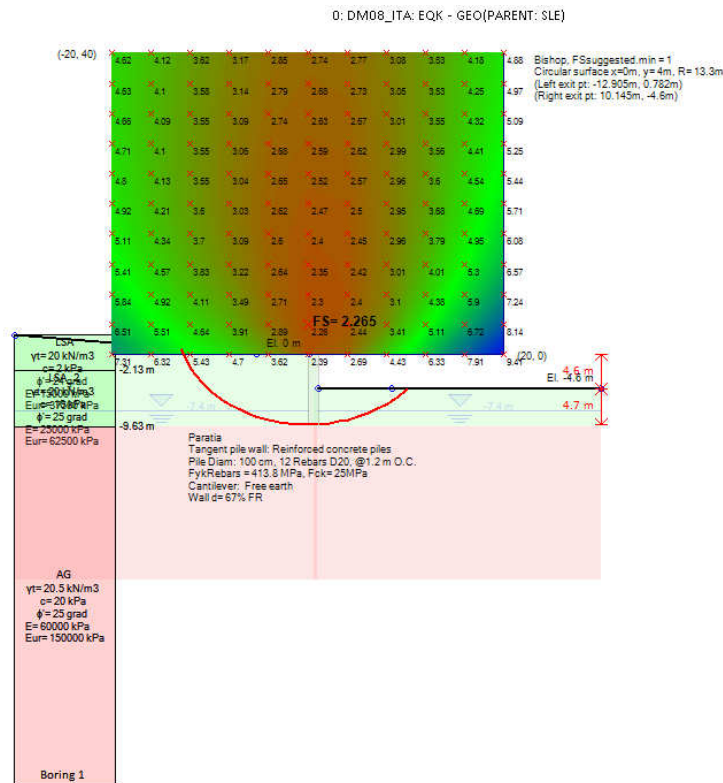 0: DM08_ITA: EQK - GEO(PARENT: SLE)
(-20, 40)
4.62 4.12 3.62 3.17 2.85 2.74 2.77 3.08 3.53 4.18 4.88
4.63 4.1 3.58 3.14 2.79 2.68 2.73 3.05 3.53 4.25 4.97
4.66 4.09 3.55 3.09 2.74 2.63 2.67 3.01 3.55 4.32 5.09
4.71 4.1 3.55 3.05 2.68 2.59 2.62 2.99 3.56 4.41 5.25
4.8 4.13 3.55 3.04 2.65 2.52 2.57 2.96 3.6 4.54 5.44
4.92 4.21 3.6 3.03 2.62 2.47 2.5 2.95 3.68 4.69 5.71
5.11 4.34 3.7 3.09 2.6 2.4 2.45 2.96 3.79 4.95 6.08
5.41 4.57 3.83 3.22 2.64 2.35 2.42 3.01 4.01 5.3 6.57
5.84 4.92 4.11 3.49 2.71 2.3 2.4 3.1 4.38 5.9 7.24
FS= 2.265
6.51 5.51 4.64 3.91 2.89 2.28 2.44 3.41 5.11 6.72 8.14
El. 0 m
7.31 6.32 5.43 4.7 2.39 2.69 4.43 6.33 7.79 9.41
(20, 0)
Bishop, FSsuggested.min = 1
Circular surface x=0m, y= 4m, R= 13.3m
(Left exit pt: -12.905m, 0.782m)
(Right exit pt: 10.145m, -4.6m)
LSA
γt= 20 kN/m3
c= 2 kPa
-2.13 m
LSA_2
γt= 20 kN/m3
ϕ'= 25 grad
E= 25000 kPa
Eur= 62500 kPa
-9.63 m
4.6 m
El. -4.6 m
4.7 m
-7.4 m
-7.4 m
Paratia
Tangent pile wall: Reinforced concrete piles
Pile Diam: 100 cm, 12 Rebars D20, @1.2 m O.C.
FykRebars = 413.8 MPa, Fck= 25MPa
Cantilever: Free earth
Wall d= 67% FR
AG
γt= 20.5 kN/m3
c= 20 kPa
ϕ'= 25 grad
E= 60000 kPa
Eur= 150000 kPa
Boring 1